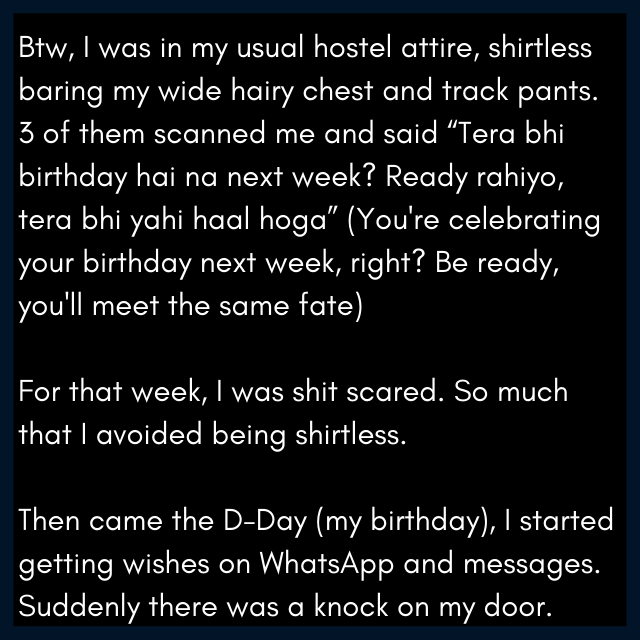 Btw, I was in my usual hostel attire, shirtless
baring my wide hairy chest and track pants.
3 of them scanned me and said “Tera bhi
birthday hai na next week? Ready rahiyo,
tera bhi yahi haal hoga” (You're celebrating
your birthday next week, right? Be ready,
you'll meet the same fate)
For that week, I was shit scared. So much
that I avoided being shirtless.
Then came the D-Day (my birthday), I started
getting wishes on WhatsApp and messages.
Suddenly there was a knock on my door.